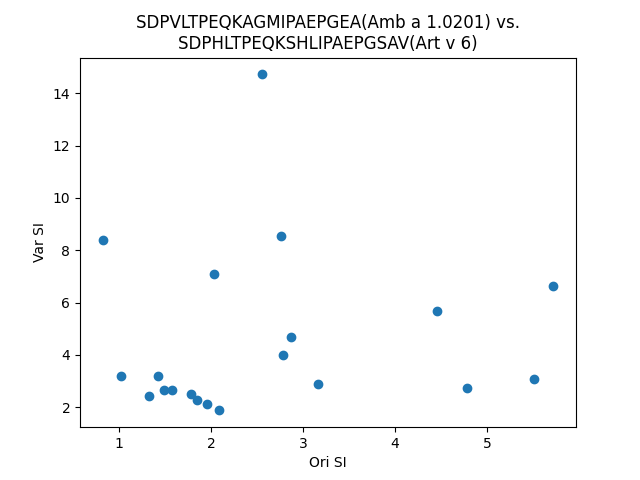 SDPVLTPEQKAGMIPAEPGEA(Amb a 1.0201) vs.
SDPHLTPEQKSHLIPAEPGSAV(Art v 6)
14
12
10
8
6
4
2
Var SI
1 2 3 4 5
Ori SI